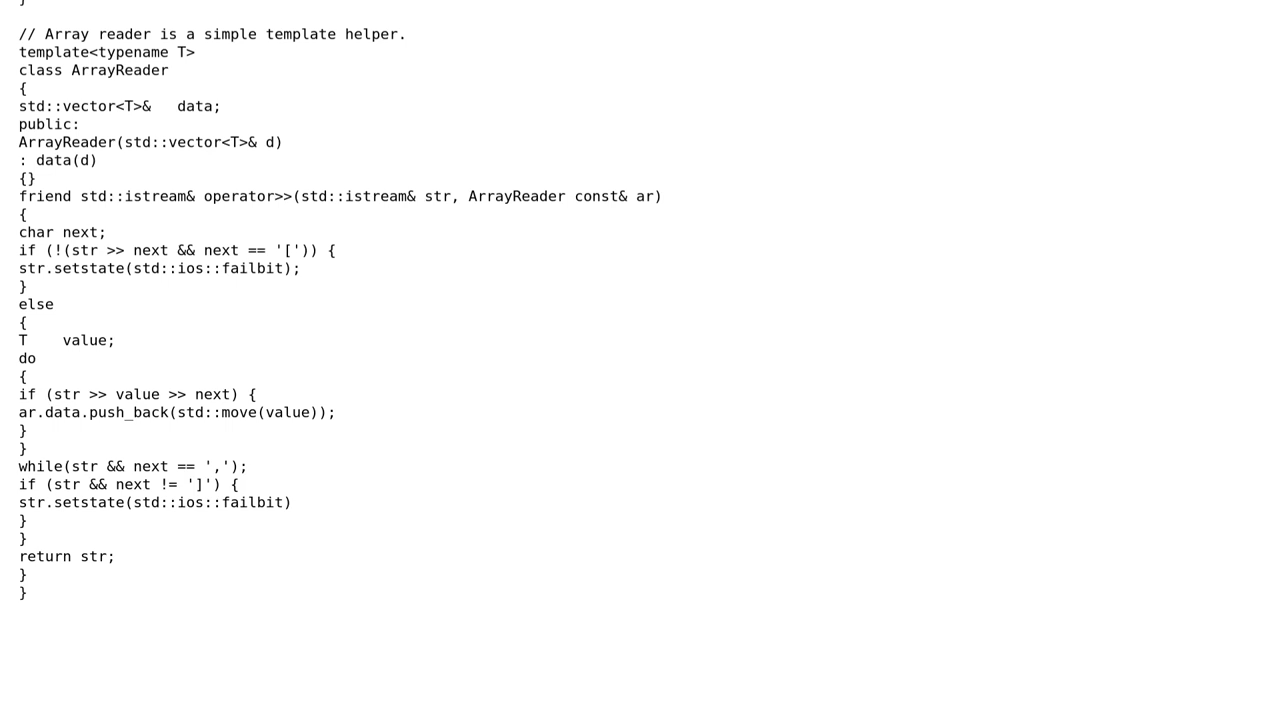 }
// Array reader is a simple template helper.
template<typename T>
class ArrayReader
{
std::vector<T>&   data;
public:
ArrayReader(std::vector<T>& d)
: data(d)
{}
friend std::istream& operator>>(std::istream& str, ArrayReader const& ar)
{
char next;
if (!(str >> next && next == '[')) {
str.setstate(std::ios::failbit);
}
else
{
T    value;
do
{
if (str >> value >> next) {
ar.data.push_back(std::move(value));
}
}
while(str && next == ',');
if (str && next != ']') {
str.setstate(std::ios::failbit)
}
}
return str;
}
}